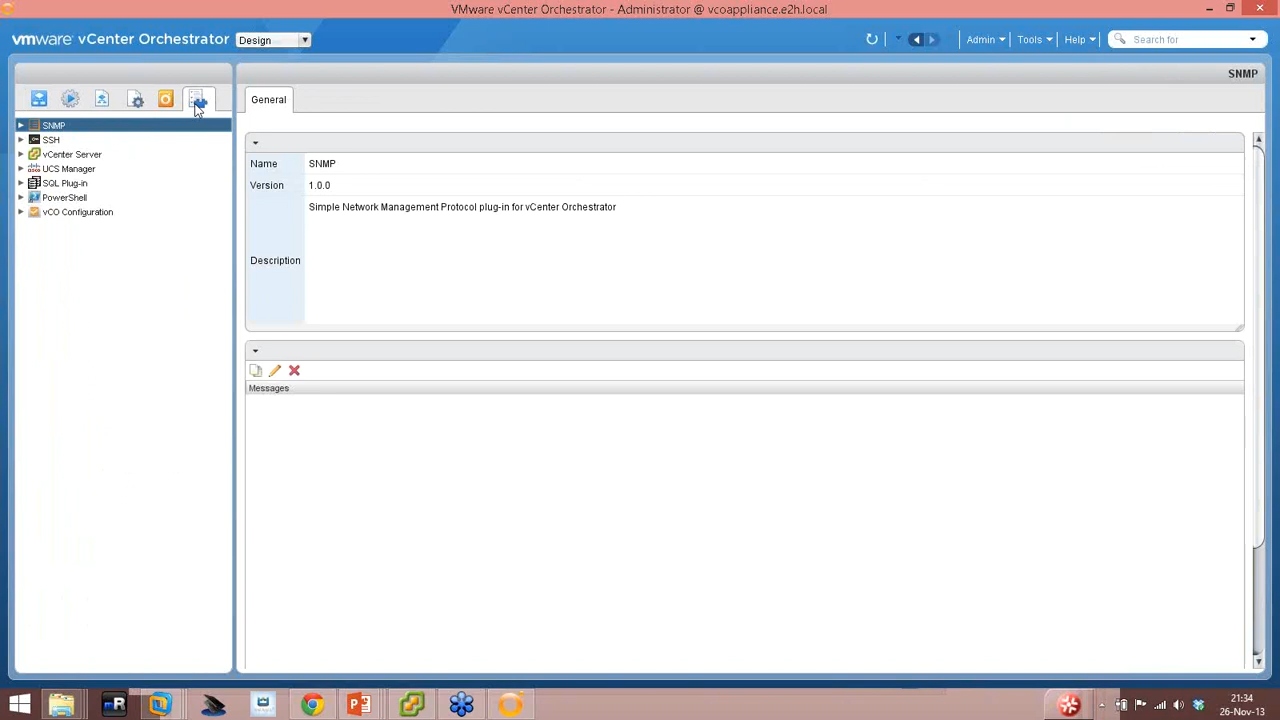 VMware vCenter Orchestrator - Administrator @ vcoappliance.e2h.local
vmware vCenter Orchestrator
Design
Admin
Tools
Help
Search for
SNMP
General
SNMP
SSH
vCenter Server
UCS Manager
SQL Plug-in
PowerShell
vCO Configuration
Name SNMP
Version 1.0.0
Simple Network Management Protocol plug-in for vCenter Orchestrator
Description
Messages
21:34
26-Nov-13